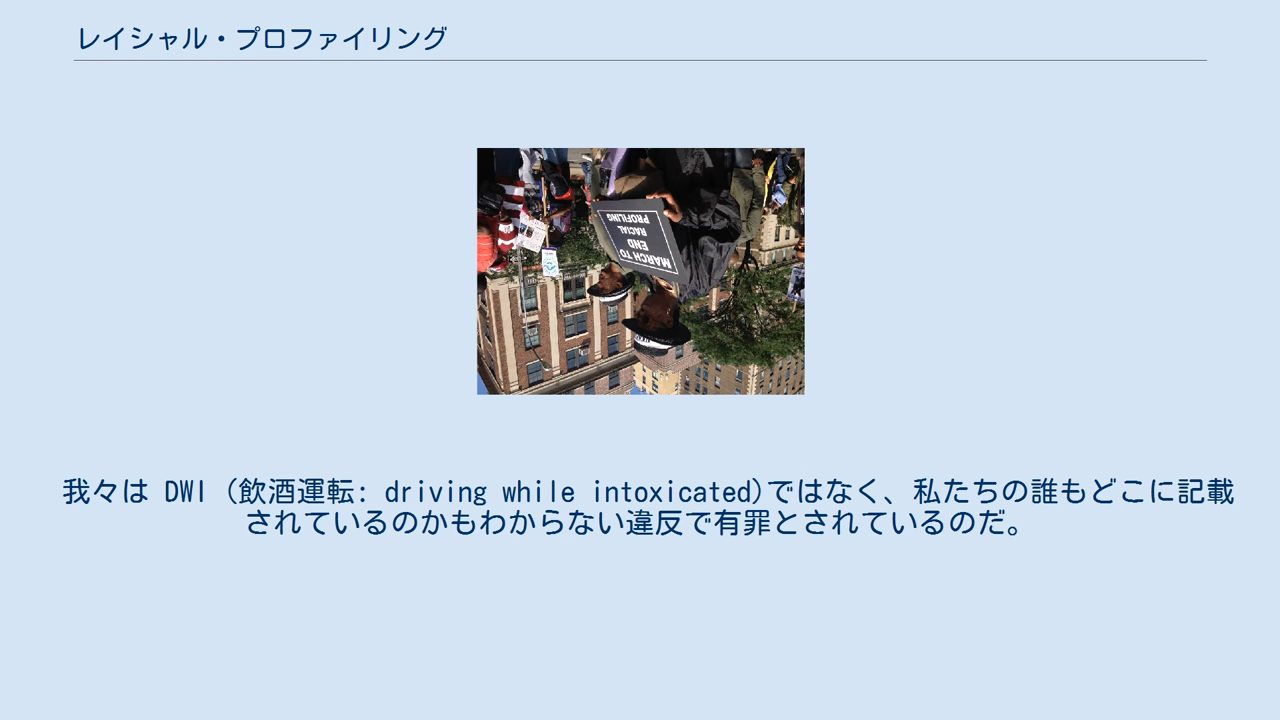 レイシャル・プロファイリング
MARCH TO
END
RACIAL
PROFILING
我々は DWI (飲酒運転: driving while intoxicated)ではなく、私たちの誰もどこに記載
されているのかもわからない違反で有罪とされているのだ。